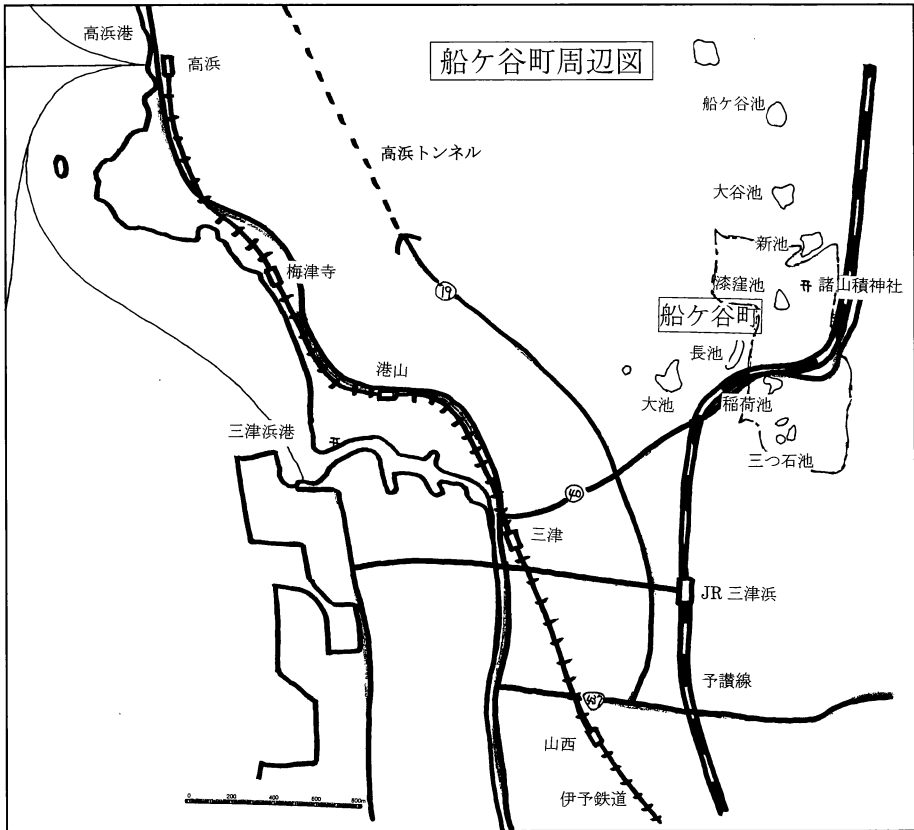 高浜港
高浜
船ケ谷町周辺図
船ケ谷池
高浜トンネル
大谷池
新池
梅津寺
漆窪池
諸山積神社
19
船ケ谷町
長池
港山
大池
稲荷池
三津浜港
三つ石池
40
三津
JR 三津浜
予讃線
山西
伊予鉄道
0 200 400 600 800m